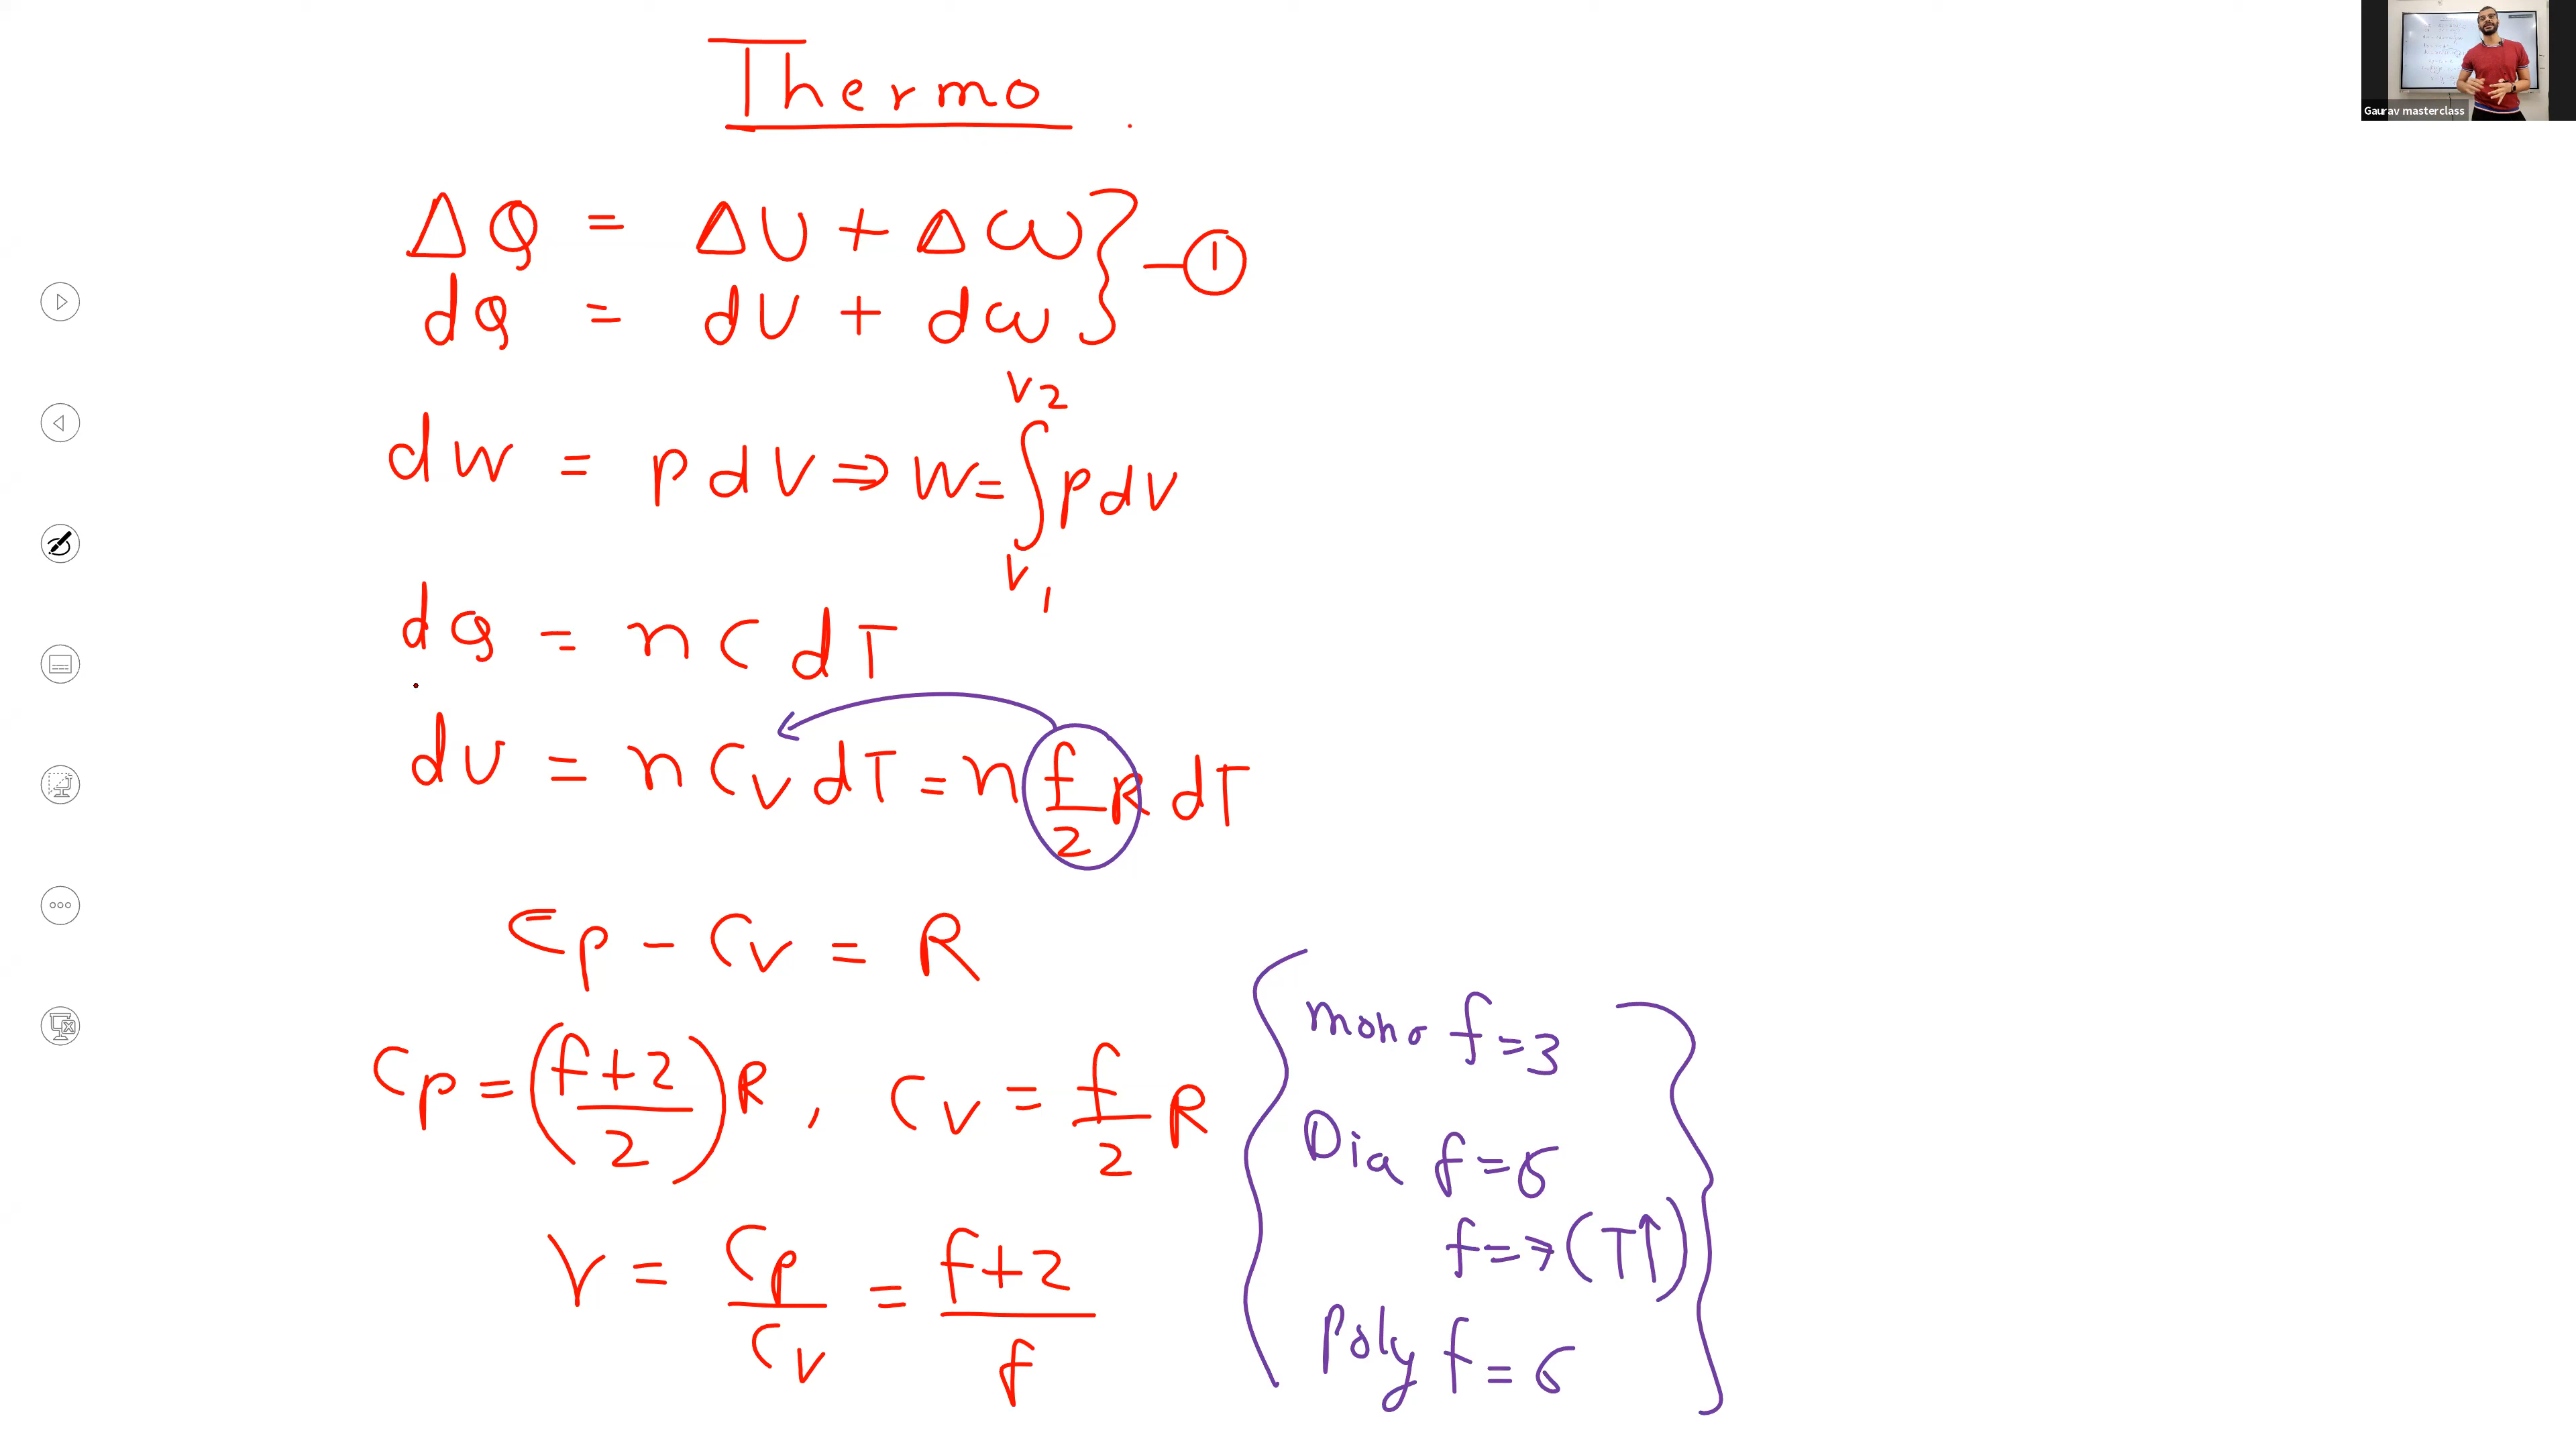 Thermo
ΔQ = ΔU + ΔW } —①
dQ = dU + dW
dW = PdV ⇒ W = ∫_{V1}^{V2} PdV
dQ = nCdT
dU = nCvdT = n f/2 R dT
Cp - Cv = R
Cp = (f+2/2)R , Cv = f/2 R
γ = Cp/Cv = f+2/f
mono f=3
Dia f=5
f=7 (T↑)
Poly f=6
Gaurav masterclass